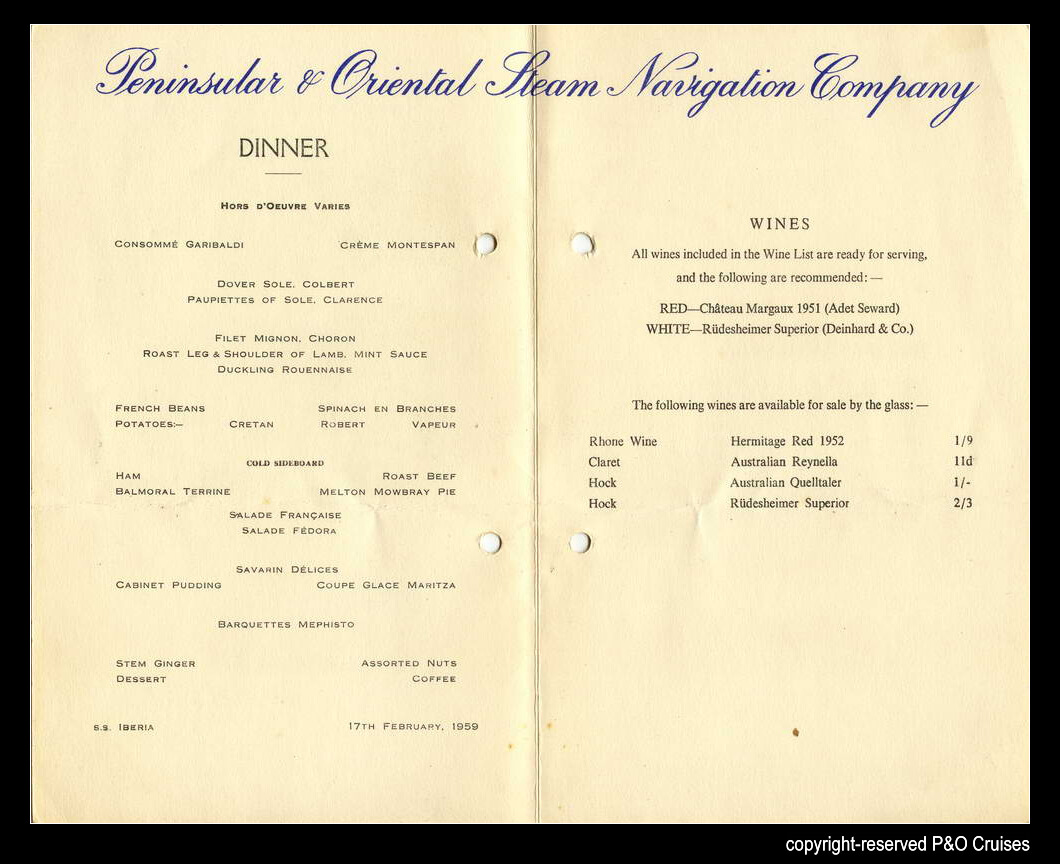 Peninsular & Oriental Steam Navigation Company
DINNER
HORS D'OEUVRE VARIES
CONSOMMÉ GARIBALDI CRÈME MONTESPAN
DOVER SOLE, COLBERT
PAUPIETTES OF SOLE, CLARENCE
FILET MIGNON, CHORON
ROAST LEG & SHOULDER OF LAMB, MINT SAUCE
DUCKLING ROUENNAISE
FRENCH BEANS SPINACH EN BRANCHES
POTATOES:— CRETAN ROBERT VAPEUR
COLD SIDEBOARD
HAM ROAST BEEF
BALMORAL TERRINE MELTON MOWBRAY PIE
SALADE FRANÇAISE
SALADE FÉDORA
SAVARIN DÉLICES
CABINET PUDDING COUPE GLACE MARITZA
BARQUETTES MEPHISTO
STEM GINGER ASSORTED NUTS
DESSERT COFFEE
S.S. IBERIA 17TH FEBRUARY, 1959
WINES
All wines included in the Wine List are ready for serving,
and the following are recommended: —
RED—Château Margaux 1951 (Adet Seward)
WHITE—Rüdesheimer Superior (Deinhard & Co.)
The following wines are available for sale by the glass: —
Rhone Wine Hermitage Red 1952 1/9
Claret Australian Reynella 11d
Hock Australian Quelltaler 1/-
Hock Rüdesheimer Superior 2/3
copyright-reserved P&O Cruises